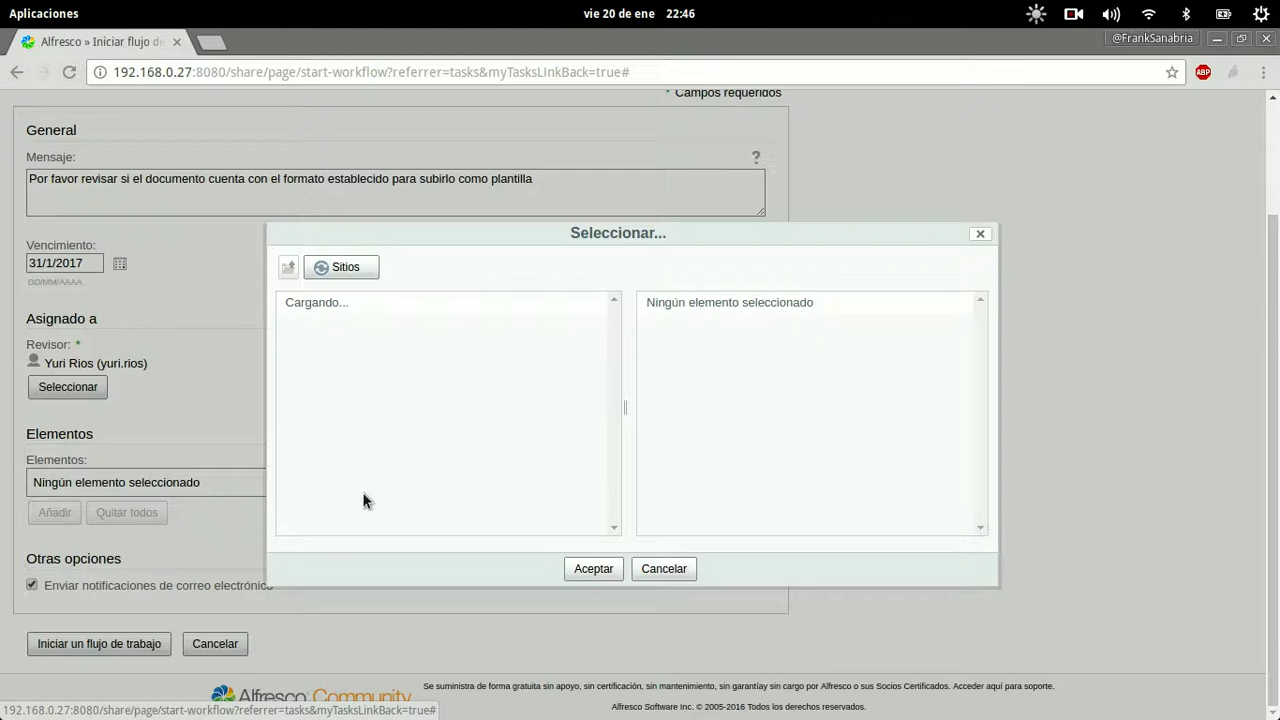 Aplicaciones
vie 20 de ene 22:46
Alfresco » Iniciar flujo de
@FrankSanabria
192.168.0.27:8080/share/page/start-workflow?referrer=tasks&myTasksLinkBack=true#
ABP
* Campos requeridos
General
Mensaje:
?
Por favor revisar si el documento cuenta con el formato establecido para subirlo como plantilla
Vencimiento:
31/1/2017
DD/MM/AAAA
Asignado a
Revisor: *
Yuri Rios (yuri.rios)
Seleccionar
Elementos
Elementos:
Ningún elemento seleccionado
Añadir Quitar todos
Otras opciones
Enviar notificaciones de correo electrónico
Iniciar un flujo de trabajo Cancelar
Seleccionar...
Sitios
Cargando...
Ningún elemento seleccionado
Aceptar Cancelar
Alfresco Community
Se suministra de forma gratuita sin apoyo, sin certificación, sin mantenimiento, sin garantíay sin cargo por Alfresco o sus Socios Certificados. Acceder aquí para soporte.
Alfresco Software Inc. © 2005-2016 Todos los derechos reservados.
192.168.0.27:8080/share/page/start-workflow?referrer=tasks&myTasksLinkBack=true#